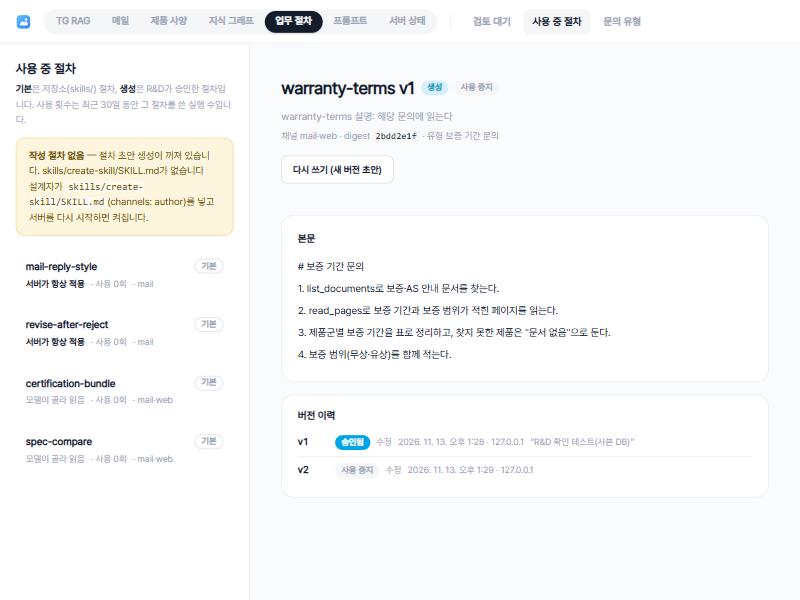 TG RAG 메일 제품 사양 지식 그래프 업무 절차 프롬프트 서버 상태 검토 대기 사용 중 절차 문의 유형
사용 중 절차
기본은 저장소(skills/) 절차, 생성은 R&D가 승인한 절차입
니다. 사용 횟수는 최근 30일 동안 그 절차를 쓴 실행 수입니
다.
작성 절차 없음 — 절차 초안 생성이 꺼져 있습니
다. skills/create-skill/SKILL.md가 없습니다
설계자가 skills/create-
skill/SKILL.md (channels: author)를 넣고
서버를 다시 시작하면 켜집니다.
mail-reply-style 기본
서버가 항상 적용 · 사용 0회 · mail
revise-after-reject 기본
서버가 항상 적용 · 사용 0회 · mail
certification-bundle 기본
모델이 골라 읽음 · 사용 0회 · mail·web
spec-compare 기본
모델이 골라 읽음 · 사용 0회 · mail·web
warranty-terms v1 생성 사용 중지
warranty-terms 설명: 해당 문의에 읽는다
채널 mail·web · digest 2bdd2e1f · 유형 보증 기간 문의
다시 쓰기 (새 버전 초안)
본문
# 보증 기간 문의
1. list_documents로 보증·AS 안내 문서를 찾는다.
2. read_pages로 보증 기간과 보증 범위가 적힌 페이지를 읽는다.
3. 제품군별 보증 기간을 표로 정리하고, 찾지 못한 제품은 "문서 없음"으로 둔다.
4. 보증 범위(무상·유상)를 함께 적는다.
버전 이력
v1 승인됨 수정 2026. 11. 13. 오후 1:28 · 127.0.0.1 "R&D 확인 테스트(사본 DB)"
v2 사용 중지 수정 2026. 11. 13. 오후 1:29 · 127.0.0.1